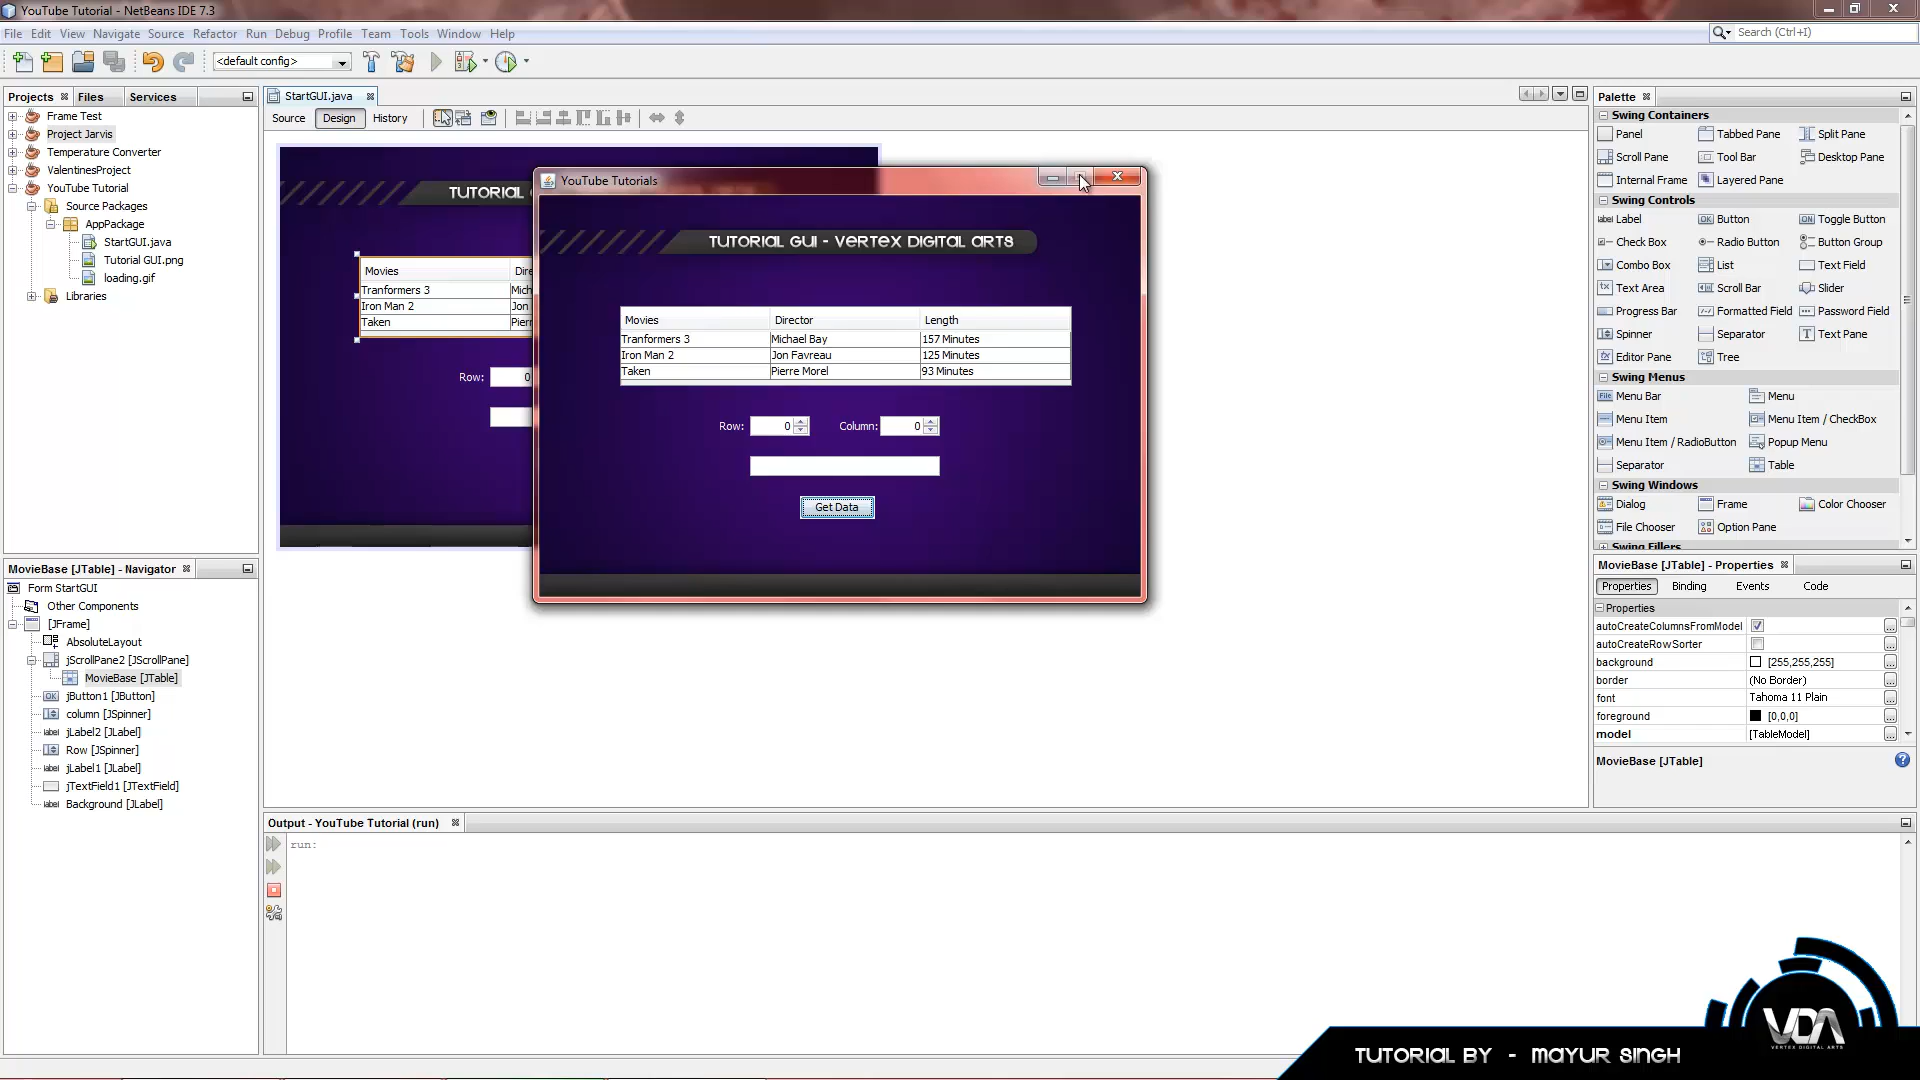 YouTube Tutorial - NetBeans IDE 7.3
File Edit View Navigate Source Refactor Run Debug Profile Team Tools Window Help
Search (Ctrl+I)
<default config>
Projects Files Services
Frame Test
Project Jarvis
Temperature Converter
ValentinesProject
YouTube Tutorial
Source Packages
AppPackage
StartGUI.java
Tutorial GUI.png
loading.gif
Libraries
MovieBase [JTable] - Navigator
Form StartGUI
Other Components
[JFrame]
AbsoluteLayout
jScrollPane2 [JScrollPane]
MovieBase [JTable]
jButton1 [JButton]
column [JSpinner]
jLabel2 [JLabel]
Row [JSpinner]
jLabel1 [JLabel]
jTextField1 [JTextField]
Background [JLabel]
StartGUI.java
Source Design History
TUTORIAL G
Movies Dire
Tranformers 3 Mich
Iron Man 2 Jon
Taken Pierr
Row: 0
YouTube Tutorials
TUTORIAL GUI - VERTEX DIGITAL ARTS
Movies Director Length
Tranformers 3 Michael Bay 157 Minutes
Iron Man 2 Jon Favreau 125 Minutes
Taken Pierre Morel 93 Minutes
Row: 0 Column: 0
Get Data
Output - YouTube Tutorial (run)
run:
Palette
Swing Containers
Panel Tabbed Pane Split Pane
Scroll Pane Tool Bar Desktop Pane
Internal Frame Layered Pane
Swing Controls
label Label OK Button ON Toggle Button
Check Box Radio Button Button Group
Combo Box List Text Field
Text Area Scroll Bar Slider
Progress Bar Formatted Field Password Field
Spinner Separator Text Pane
Editor Pane Tree
Swing Menus
File Menu Bar Menu
Menu Item Menu Item / CheckBox
Menu Item / RadioButton Popup Menu
Separator Table
Swing Windows
Dialog Frame Color Chooser
File Chooser Option Pane
Swing Fillers
MovieBase [JTable] - Properties
Properties Binding Events Code
Properties
autoCreateColumnsFromModel
autoCreateRowSorter
background [255,255,255]
border (No Border)
font Tahoma 11 Plain
foreground [0,0,0]
model [TableModel]
MovieBase [JTable]
VDA
VERTEX DIGITAL ARTS
TUTORIAL BY - MAYUR SINGH